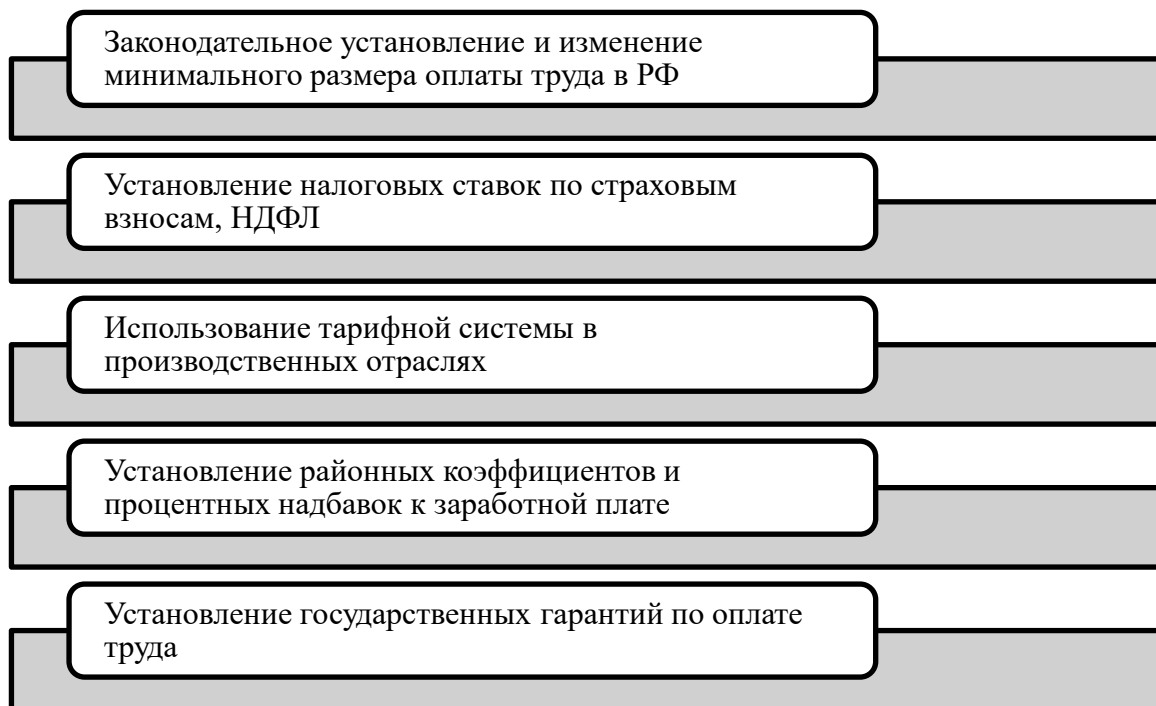 Законодательное установление и изменение
минимального размера оплаты труда в РФ
Установление налоговых ставок по страховым
взносам, НДФЛ
Использование тарифной системы в
производственных отраслях
Установление районных коэффициентов и
процентных надбавок к заработной плате
Установление государственных гарантий по оплате
труда